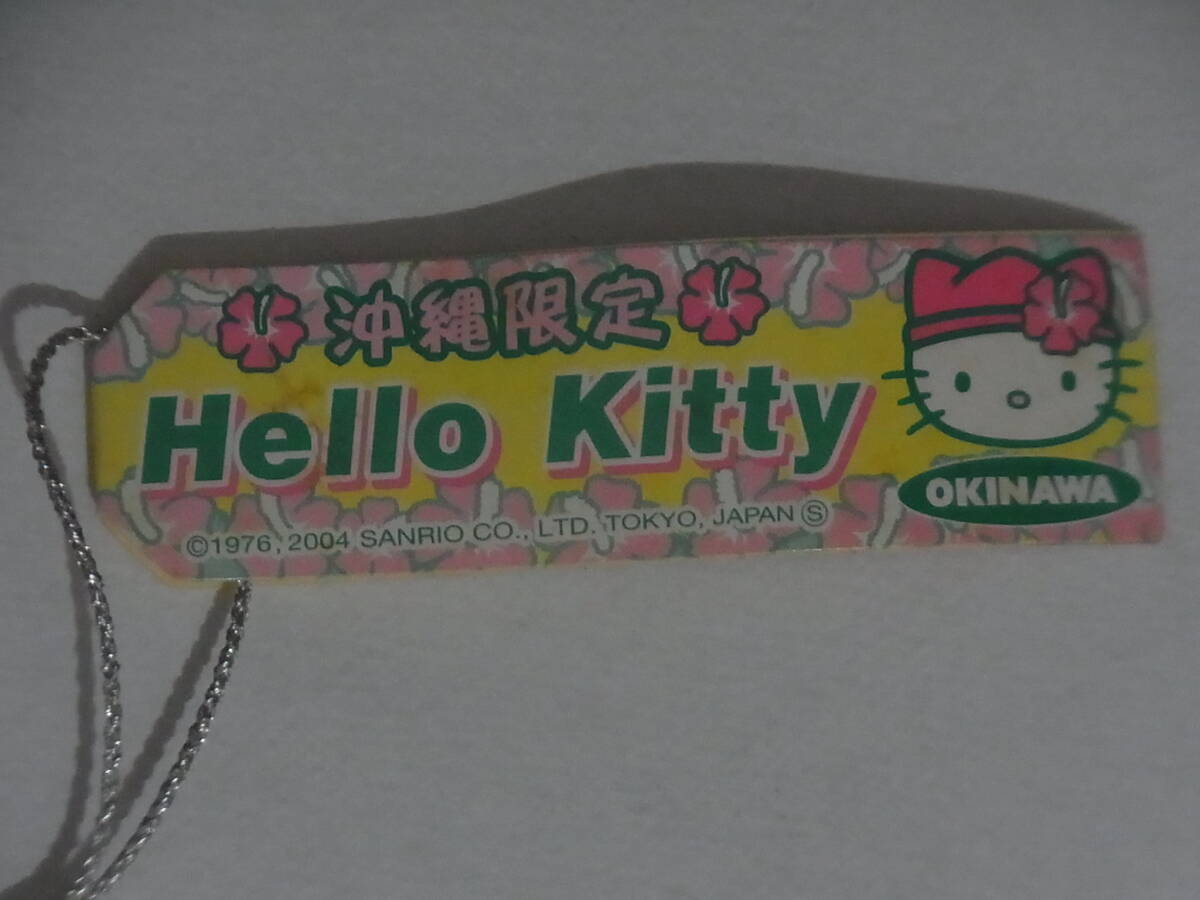 沖縄限定
Hello Kitty
©1976, 2004 SANRIO CO., LTD. TOKYO, JAPAN Ⓢ
OKINAWA